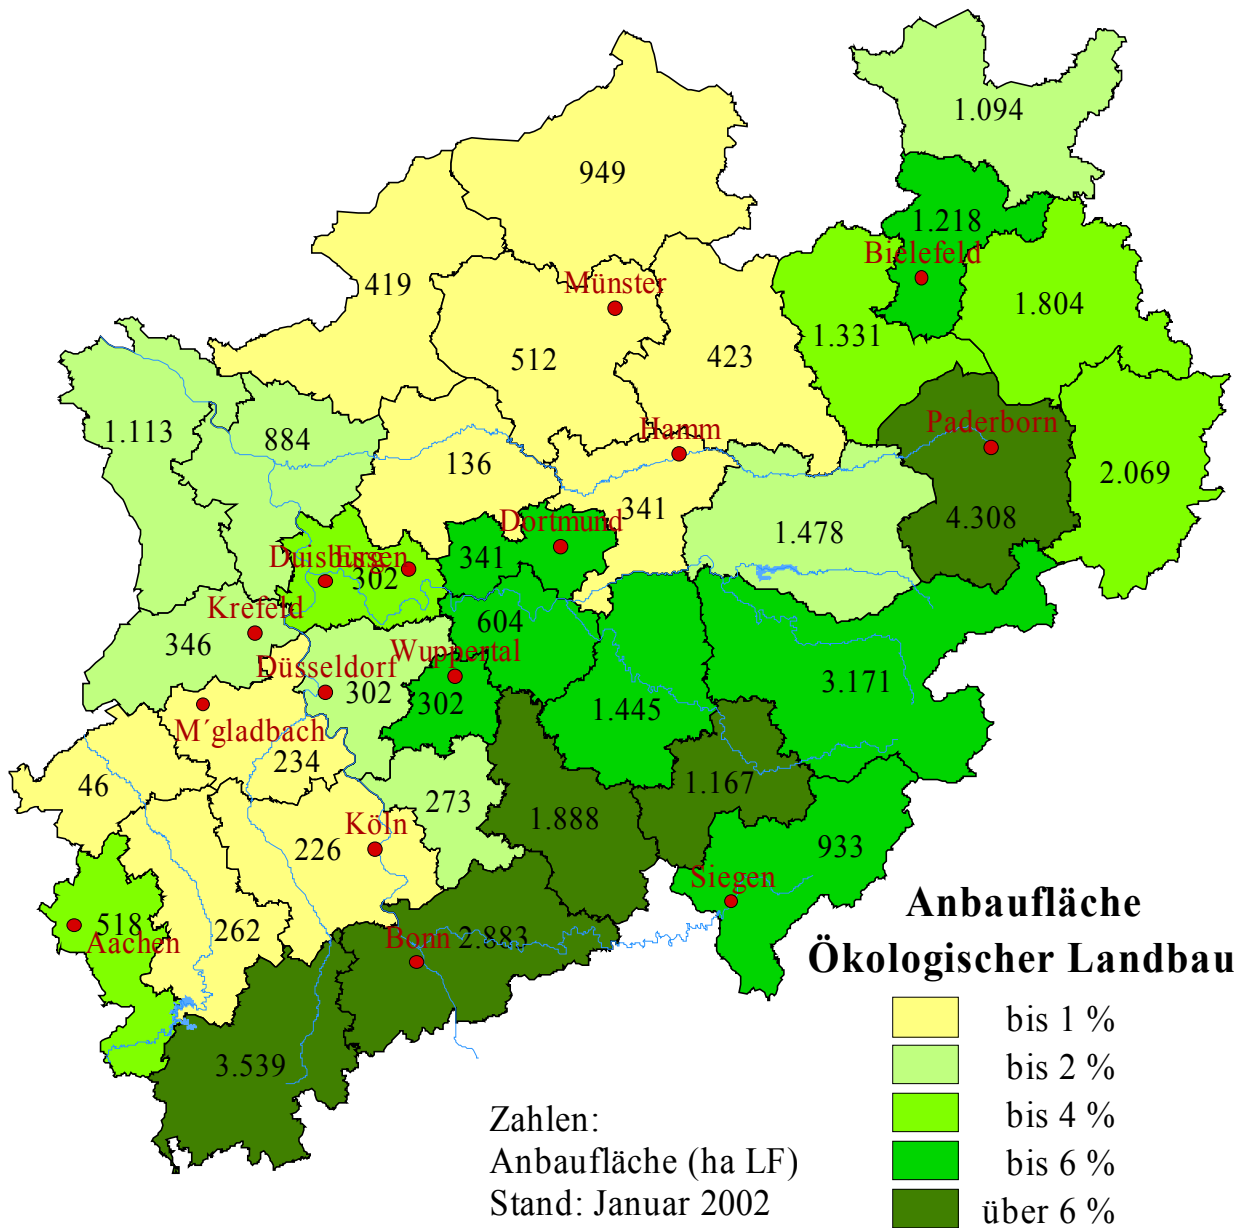 1.094
949
1.218
Bielefeld
419
Münster
1.804
1.331
512
423
1.113
884
Hamm
Paderborn
136
2.069
341
Dortmund
4.308
1.478
341
Duisburg
Essen
302
Krefeld
604
346
Wuppertal
Düsseldorf
302
302
3.171
1.445
M´gladbach
234
46
273
1.167
1.888
Köln
226
933
Siegen
518
Aachen
262
Bonn
2.883
3.539
Anbaufläche
Ökologischer Landbau
bis 1 %
bis 2 %
bis 4 %
bis 6 %
über 6 %
Zahlen:
Anbaufläche (ha LF)
Stand: Januar 2002